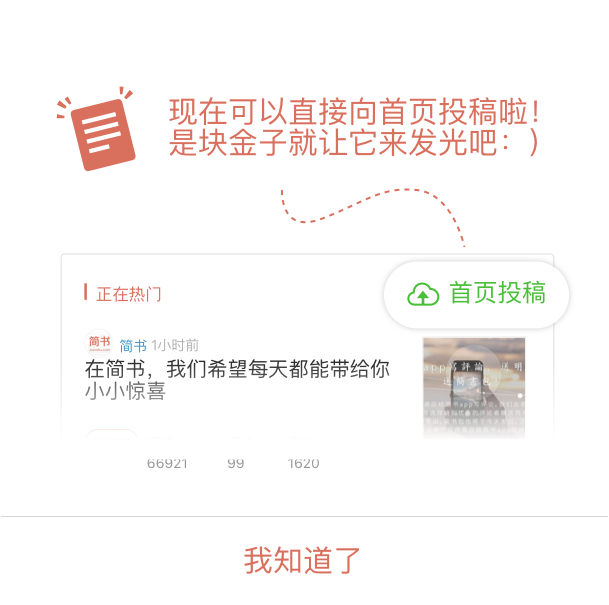 现在可以直接向首页投稿啦！
是块金子就让它来发光吧：）
正在热门
首页投稿
简书
简书 1小时前
在简书，我们希望每天都能带给你
小小惊喜
66921 99 1620
我知道了